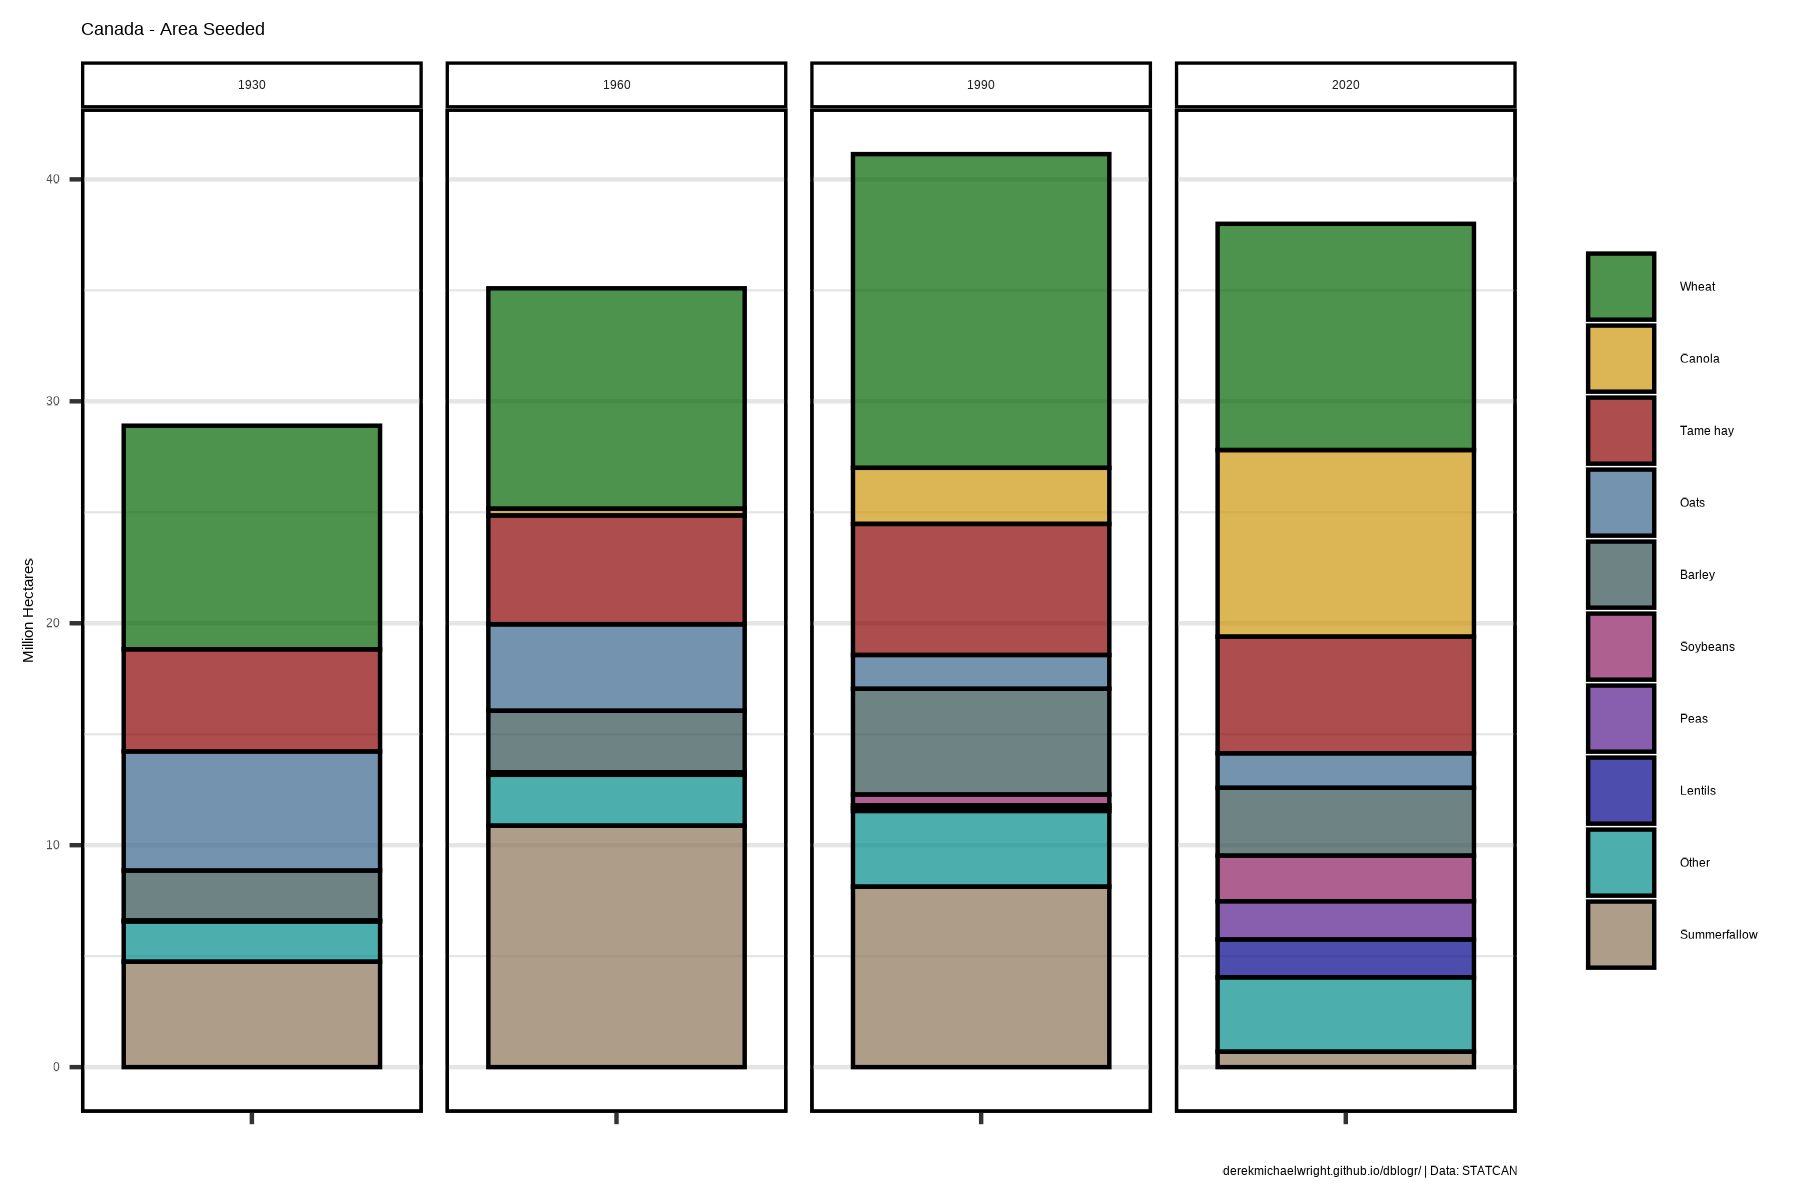 Canada - Area Seeded
1930
1960
1990
2020
40
30
20
10
0
Million Hectares
Wheat
Canola
Tame hay
Oats
Barley
Soybeans
Peas
Lentils
Other
Summerfallow
derekmichaelwright.github.io/dblogr/ | Data: STATCAN